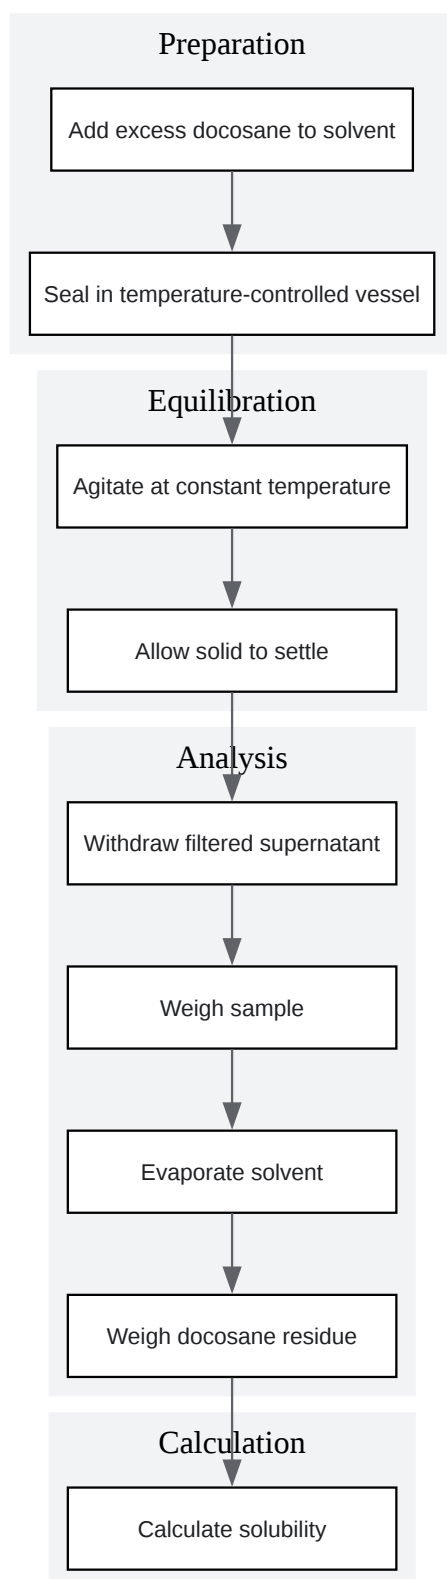 Preparation
Add excess docosane to solvent
Seal in temperature-controlled vessel
Equilibration
Agitate at constant temperature
Allow solid to settle
Analysis
Withdraw filtered supernatant
Weigh sample
Evaporate solvent
Weigh docosane residue
Calculation
Calculate solubility